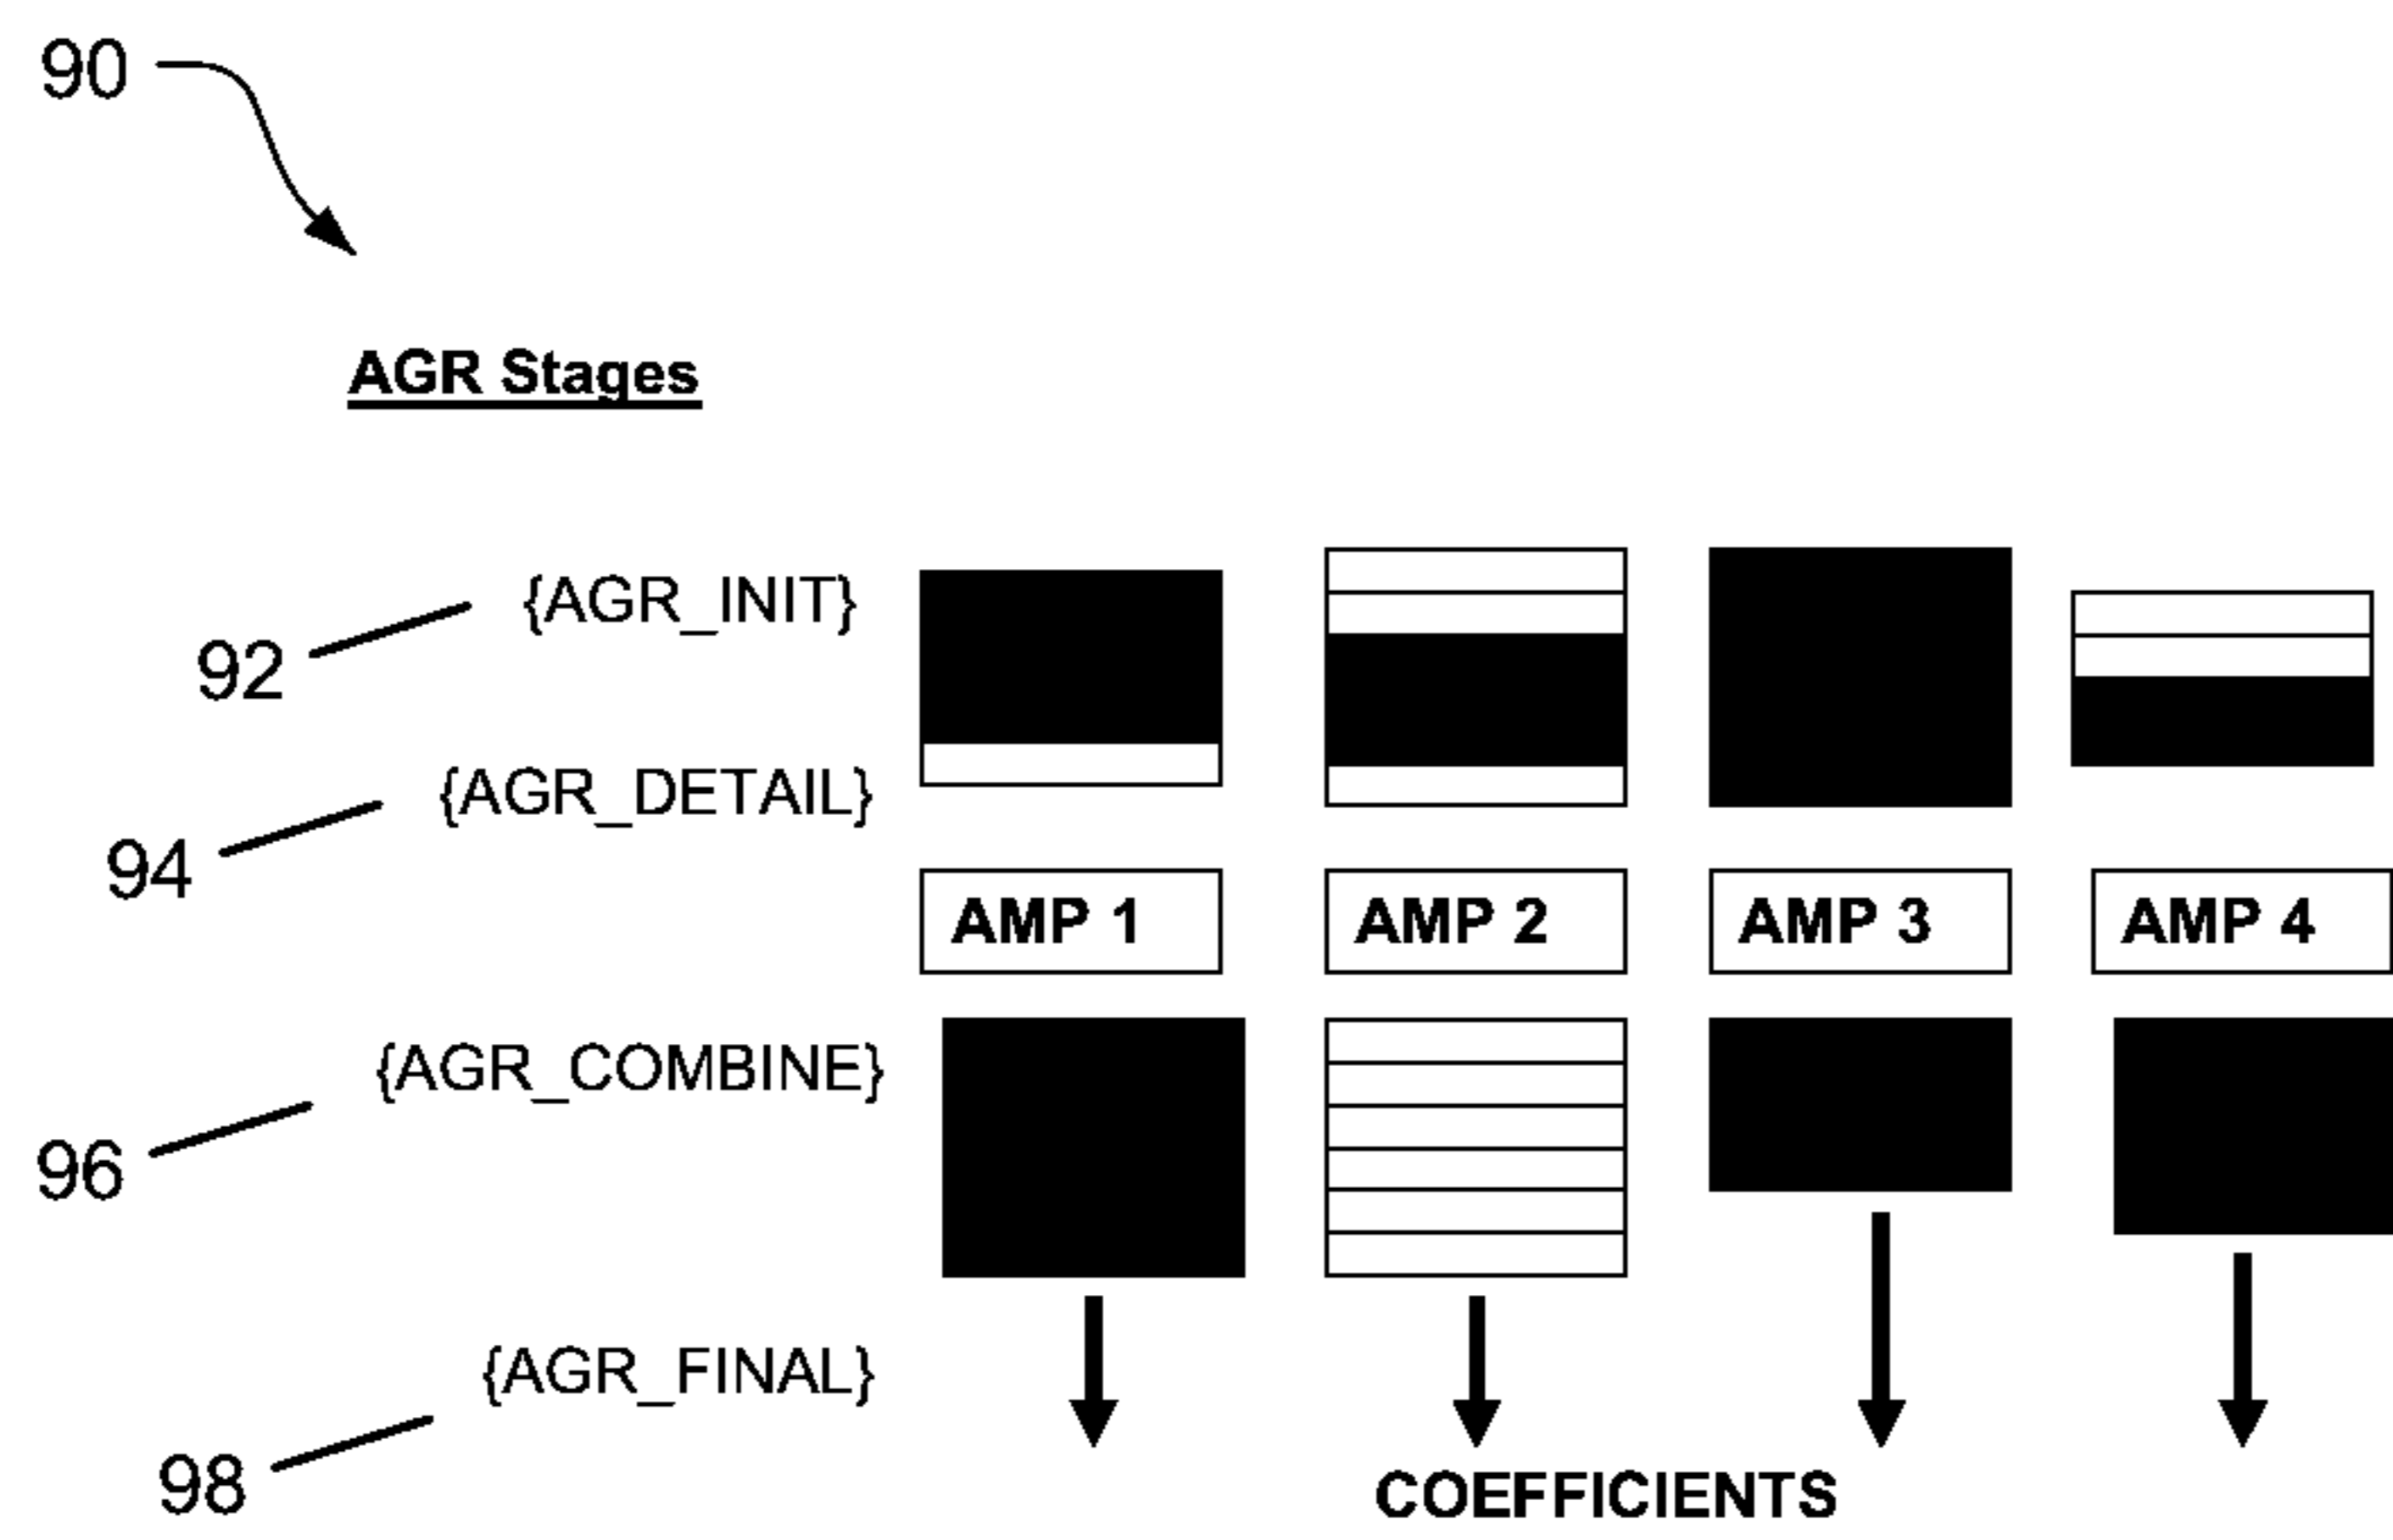 90
AGR Stages
{AGR_INIT}
92
{AGR_DETAIL}
94
AMP 1 AMP 2 AMP 3 AMP 4
{AGR_COMBINE}
96
{AGR_FINAL}
98
COEFFICIENTS